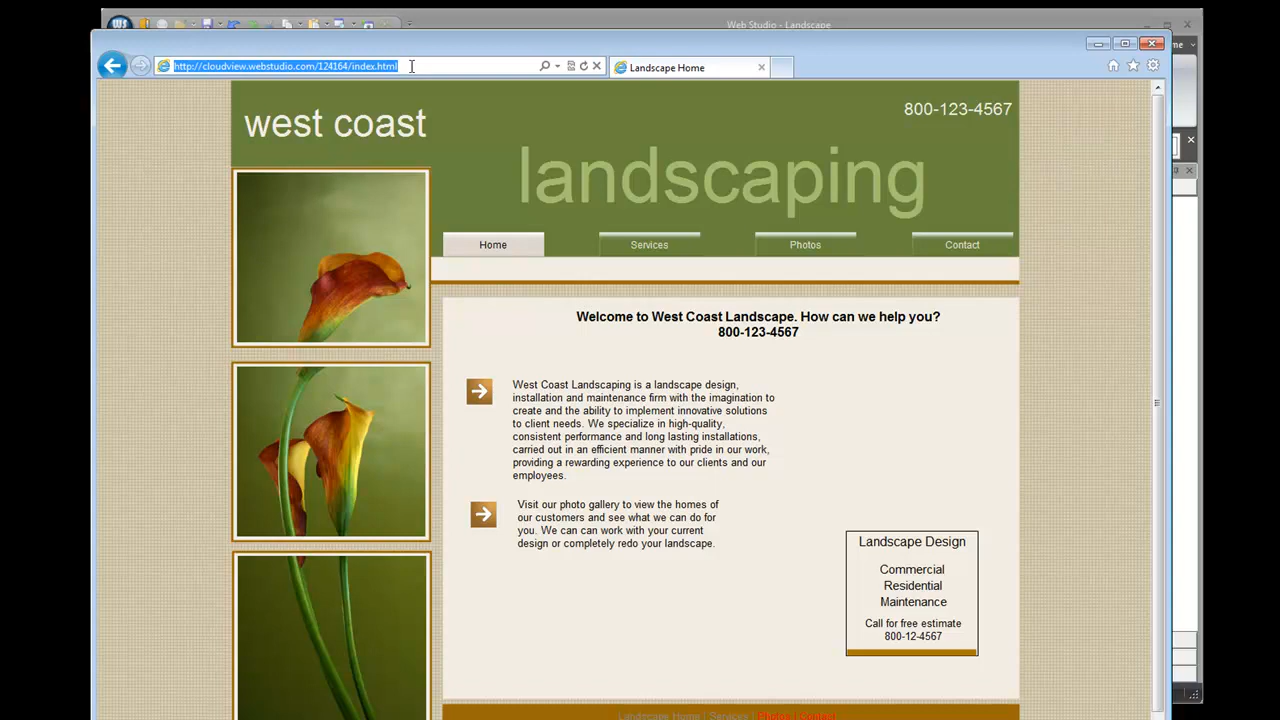 Web Studio - Landscape
me
http://cloudview.webstudio.com/124164/index.html
Landscape Home
west coast
800-123-4567
landscaping
Home
Services
Photos
Contact
Welcome to West Coast Landscape. How can we help you?
800-123-4567
West Coast Landscaping is a landscape design,
installation and maintenance firm with the imagination to
create and the ability to implement innovative solutions
to client needs. We specialize in high-quality,
consistent performance and long lasting installations,
carried out in an efficient manner with pride in our work,
providing a rewarding experience to our clients and our
employees.
Visit our photo gallery to view the homes of
our customers and see what we can do for
you. We can can work with your current
design or completely redo your landscape.
Landscape Design
Commercial
Residential
Maintenance
Call for free estimate
800-12-4567
Landscape Home | Services | Photos | Contact